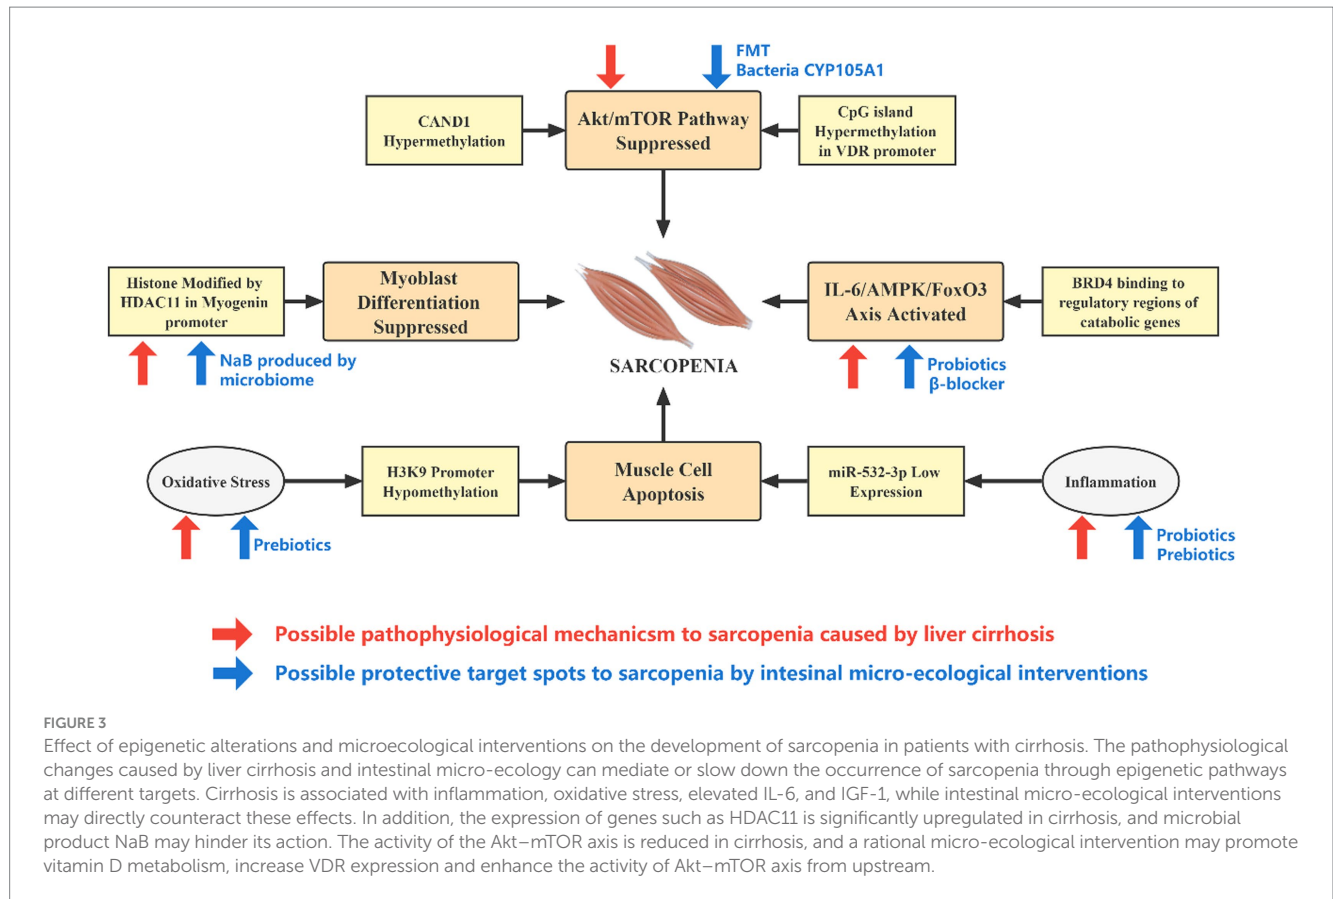 FMT
Bacteria CYP105A1
CAND1
Hypermethylation
Akt/mTOR Pathway
Suppressed
CpG island
Hypermethylation
in VDR promoter
Histone Modified by
HDAC11 in Myogenin
promoter
Myoblast
Differentiation
Suppressed
IL-6/AMPK/FoxO3
Axis Activated
BRD4 binding to
regulatory regions of
catabolic genes
NaB produced by
microbiome
SARCOPENIA
Probiotics
β-blocker
Oxidative Stress
H3K9 Promoter
Hypomethylation
Muscle Cell
Apoptosis
miR-532-3p Low
Expression
Inflammation
Prebiotics
Probiotics
Prebiotics
Possible pathophysiological mechanicsm to sarcopenia caused by liver cirrhosis
Possible protective target spots to sarcopenia by intesinal micro-ecological interventions
FIGURE 3
Effect of epigenetic alterations and microecological interventions on the development of sarcopenia in patients with cirrhosis. The pathophysiological
changes caused by liver cirrhosis and intestinal micro-ecology can mediate or slow down the occurrence of sarcopenia through epigenetic pathways
at different targets. Cirrhosis is associated with inflammation, oxidative stress, elevated IL-6, and IGF-1, while intestinal micro-ecological interventions
may directly counteract these effects. In addition, the expression of genes such as HDAC11 is significantly upregulated in cirrhosis, and microbial
product NaB may hinder its action. The activity of the Akt–mTOR axis is reduced in cirrhosis, and a rational micro-ecological intervention may promote
vitamin D metabolism, increase VDR expression and enhance the activity of Akt–mTOR axis from upstream.